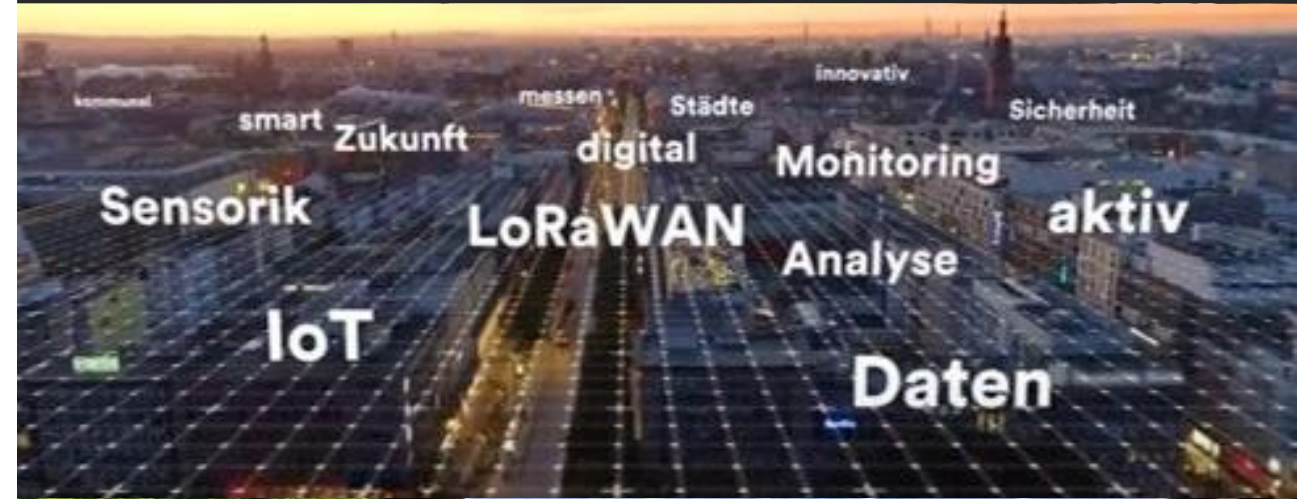 innovativ
kommunal
messen
Städte
Sicherheit
smart
Zukunft
digital
Monitoring
Sensorik
LoRaWAN
aktiv
Analyse
IoT
Daten